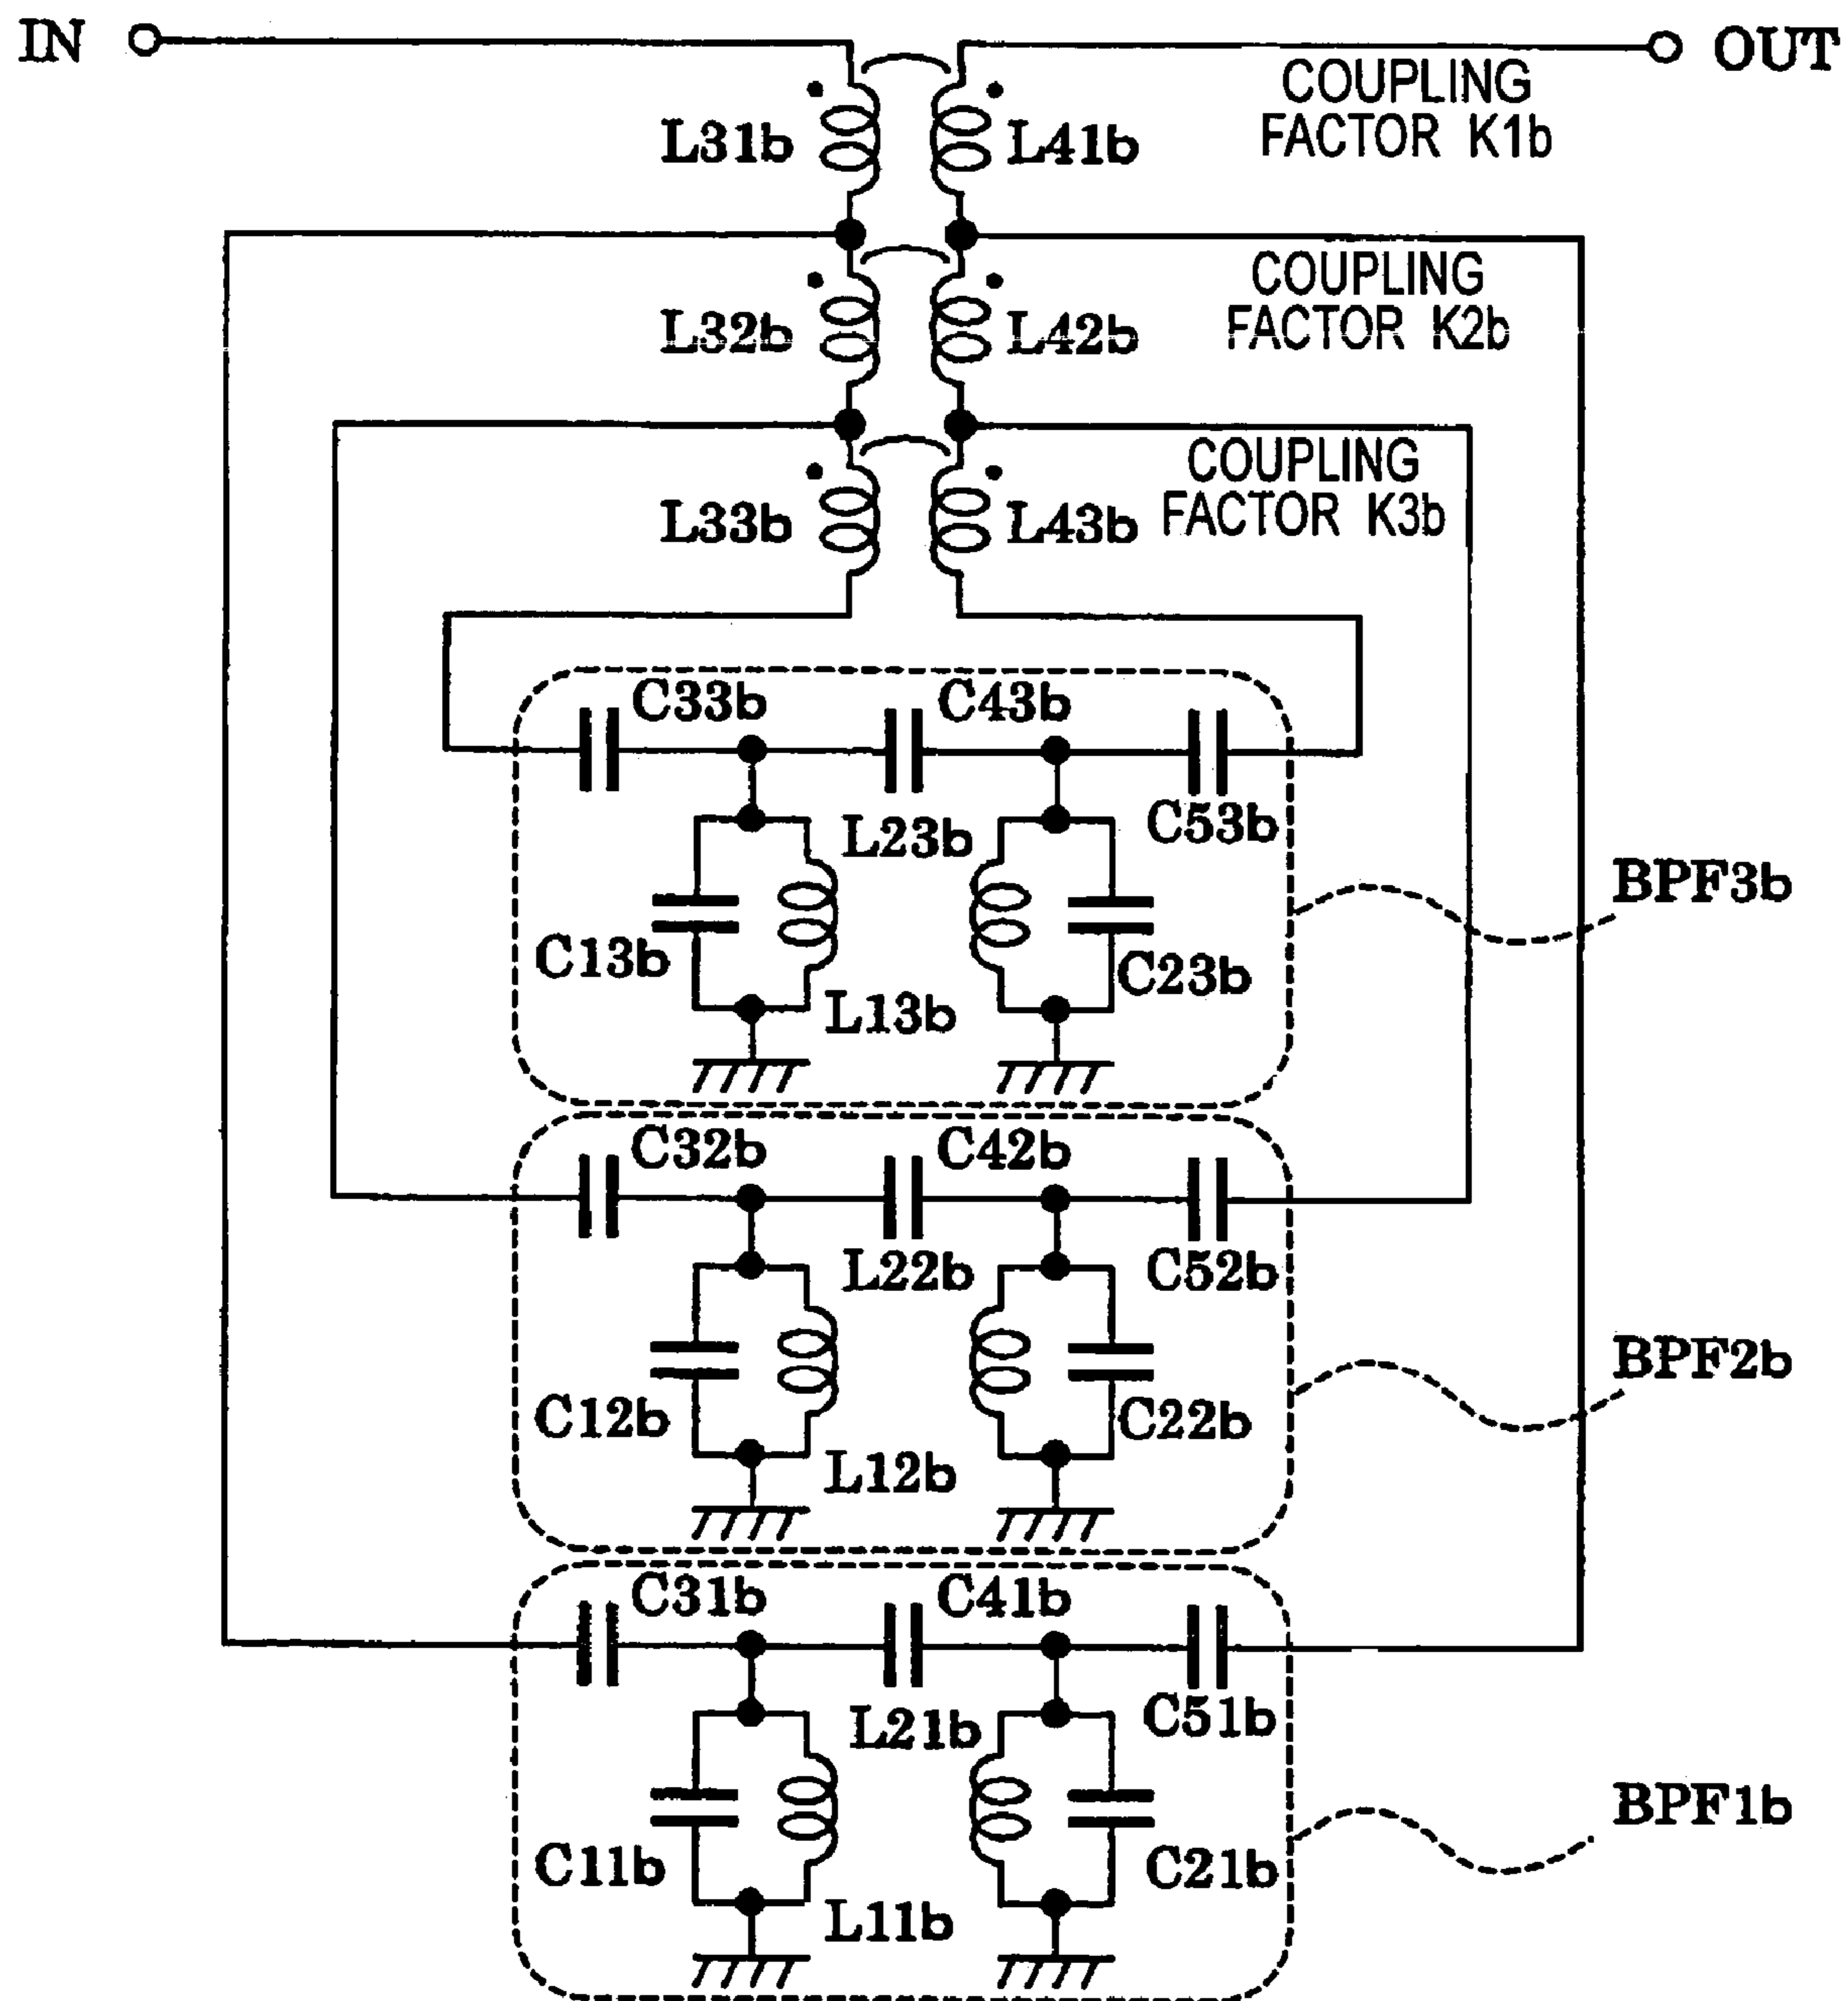 IN
OUT
COUPLING
FACTOR K1b
L31b
L41b
COUPLING
FACTOR K2b
L32b
L42b
COUPLING
FACTOR K3b
L33b
L43b
C33b
C43b
C53b
L23b
BPF3b
C13b
C23b
L13b
C32b
C42b
L22b
C52b
BPF2b
C12b
C22b
L12b
C31b
C41b
C51b
L21b
BPF1b
C11b
C21b
L11b